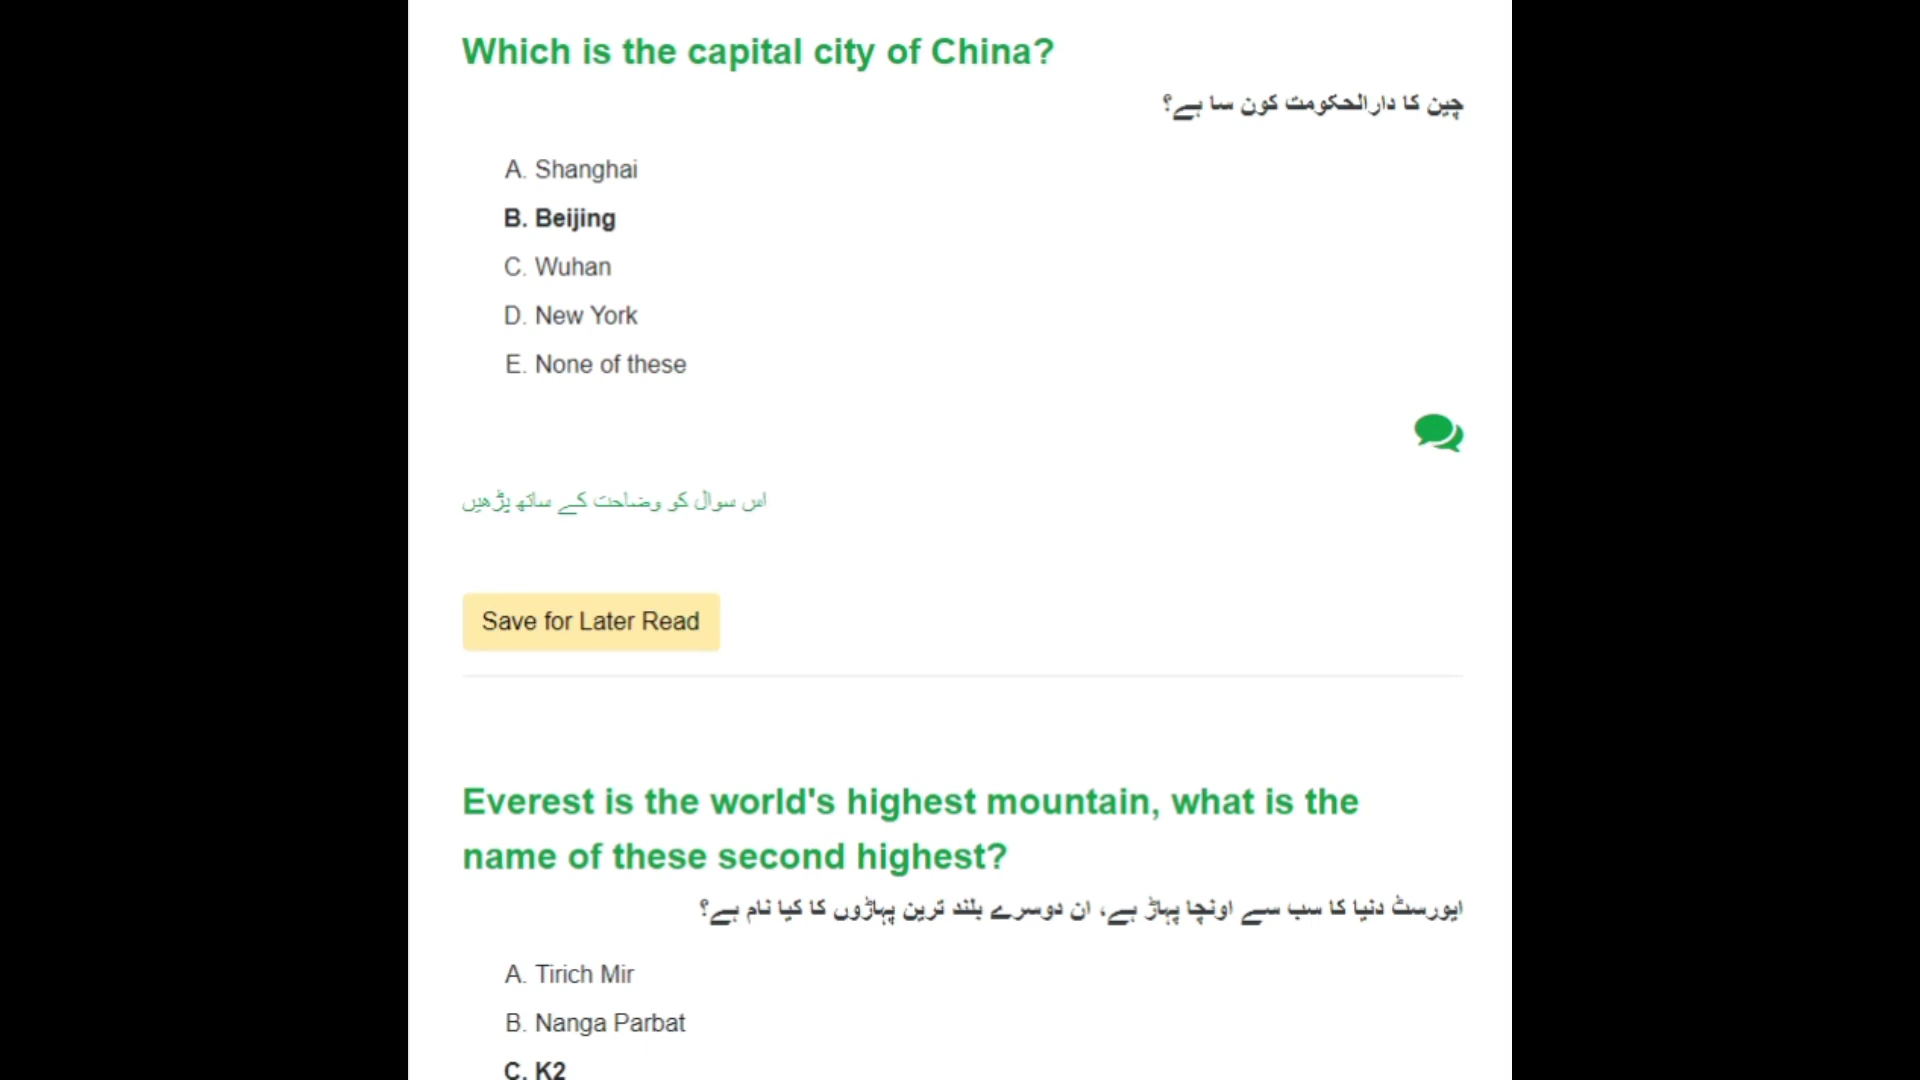 Which is the capital city of China?
چین کا دارالحکومت کون سا ہے؟
A. Shanghai
B. Beijing
C. Wuhan
D. New York
E. None of these
اس سوال کو وضاحت کے ساتھ پڑھیں
Save for Later Read
Everest is the world's highest mountain, what is the
name of these second highest?
ایورسٹ دنیا کا سب سے اونچا پہاڑ ہے، ان دوسرے بلند ترین پہاڑوں کا کیا نام ہے؟
A. Tirich Mir
B. Nanga Parbat
C. K2